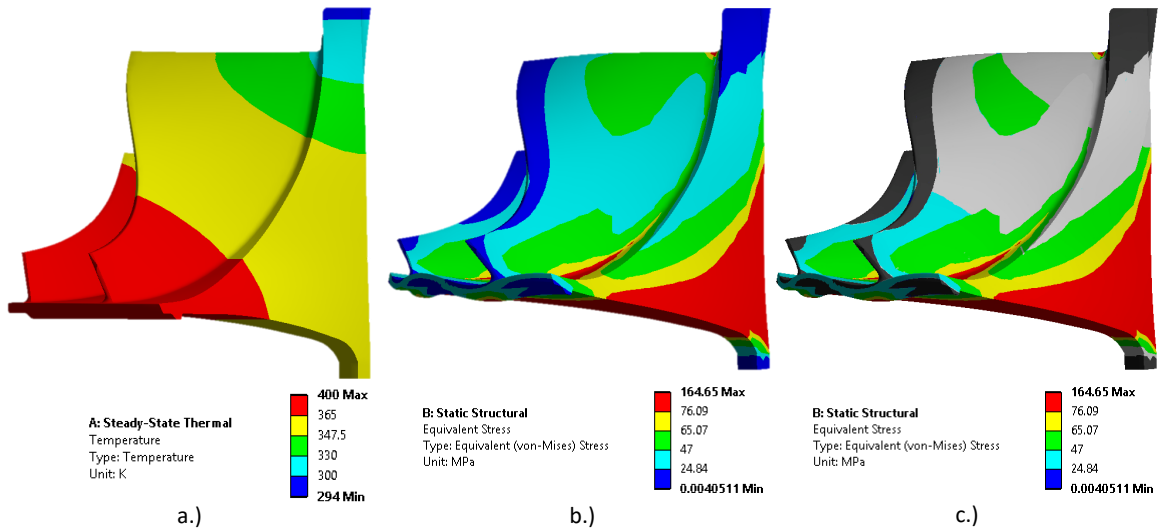 A: Steady-State Thermal
Temperature
Type: Temperature
Unit: K
400 Max
365
347.5
330
300
294 Min
a.)
B: Static Structural
Equivalent Stress
Type: Equivalent (von-Mises) Stress
Unit: MPa
164.65 Max
76.09
65.07
47
24.84
0.0040511 Min
b.)
B: Static Structural
Equivalent Stress
Type: Equivalent (von-Mises) Stress
Unit: MPa
164.65 Max
76.09
65.07
47
24.84
0.0040511 Min
c.)